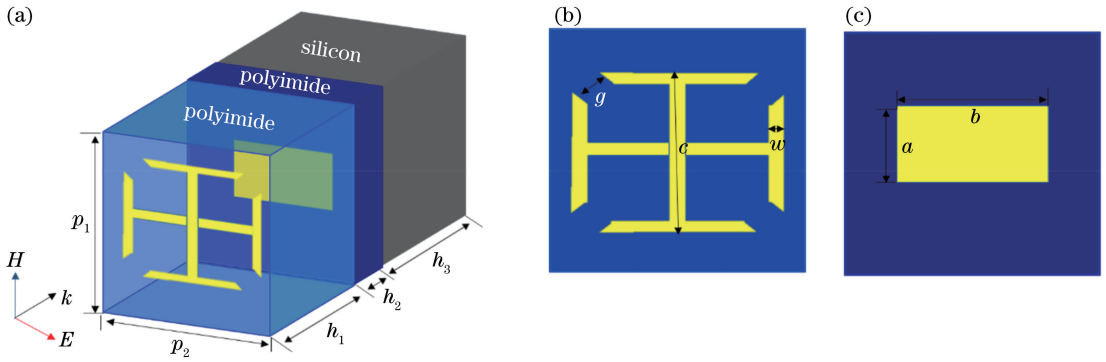 (a)
silicon
polyimide
polyimide
p1
H
k
E
p2
h1
h2
h3
(b)
g
c
w
(c)
b
a